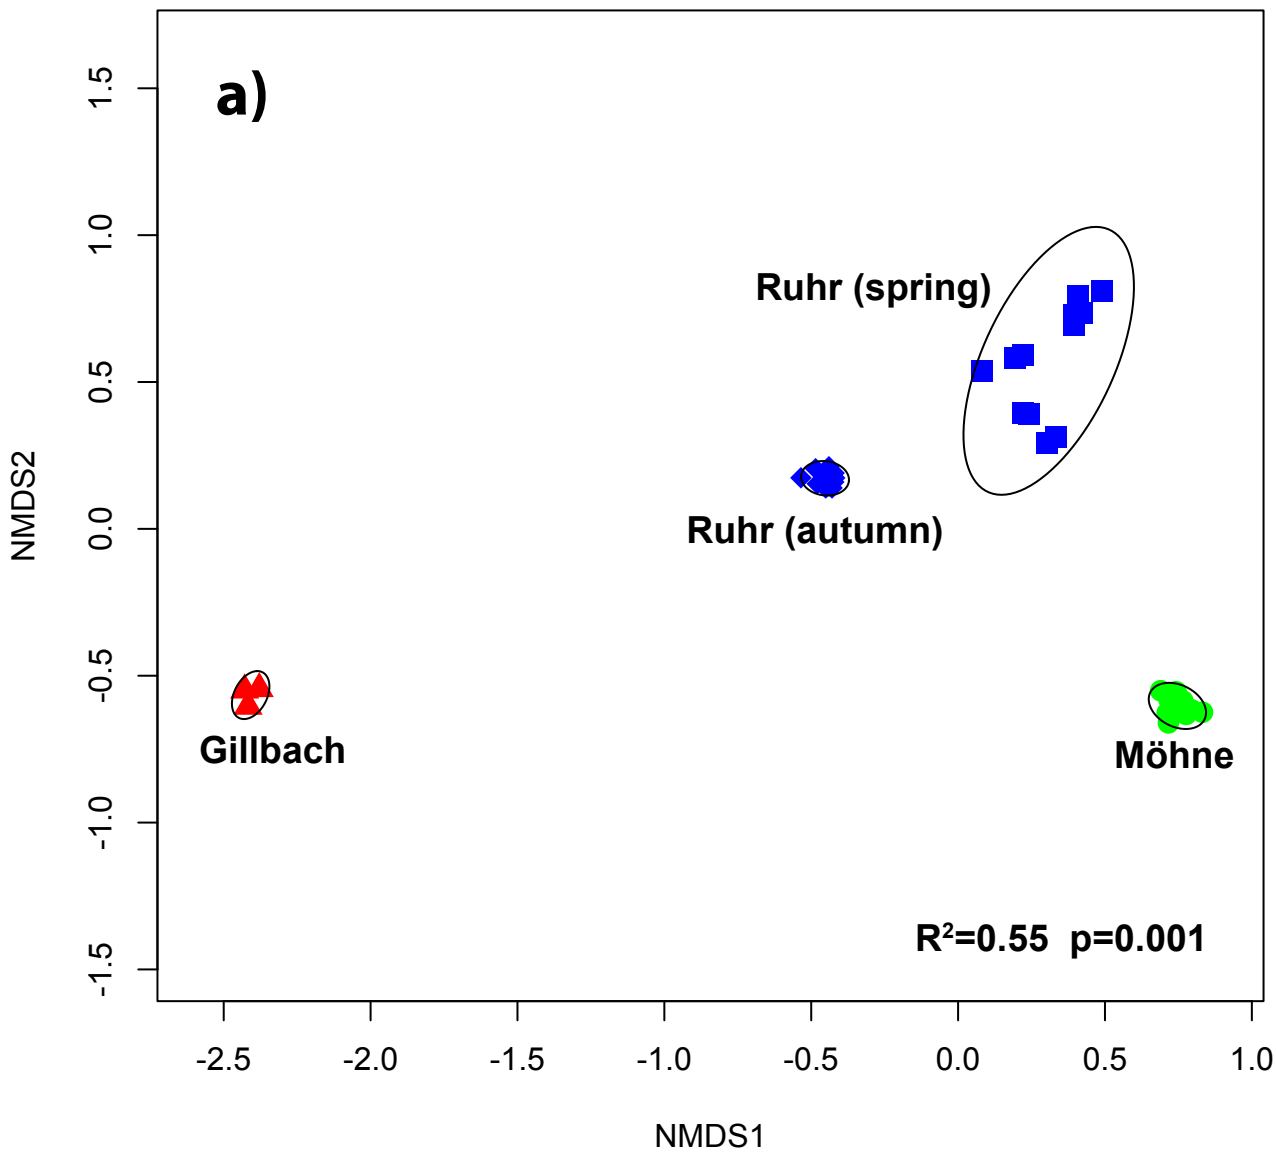 a)
1.5
1.0
0.5
0.0
-0.5
-1.0
-1.5
NMDS2
Ruhr (spring)
Ruhr (autumn)
Gillbach
Möhne
R²=0.55 p=0.001
-2.5 -2.0 -1.5 -1.0 -0.5 0.0 0.5 1.0
NMDS1